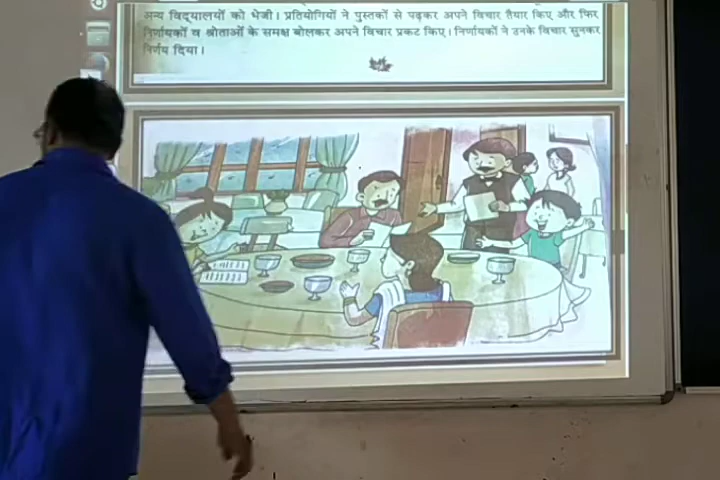 अन्य विद्‌यालयों को भेजी। प्रतियोगियों ने पुस्तकों से पढ़कर अपने विचार तैयार किए और फिर
निर्णायकों व श्रोताओं के समक्ष बोलकर अपने विचार प्रकट किए। निर्णायकों ने उनके विचार सुनकर
निर्णय दिया।